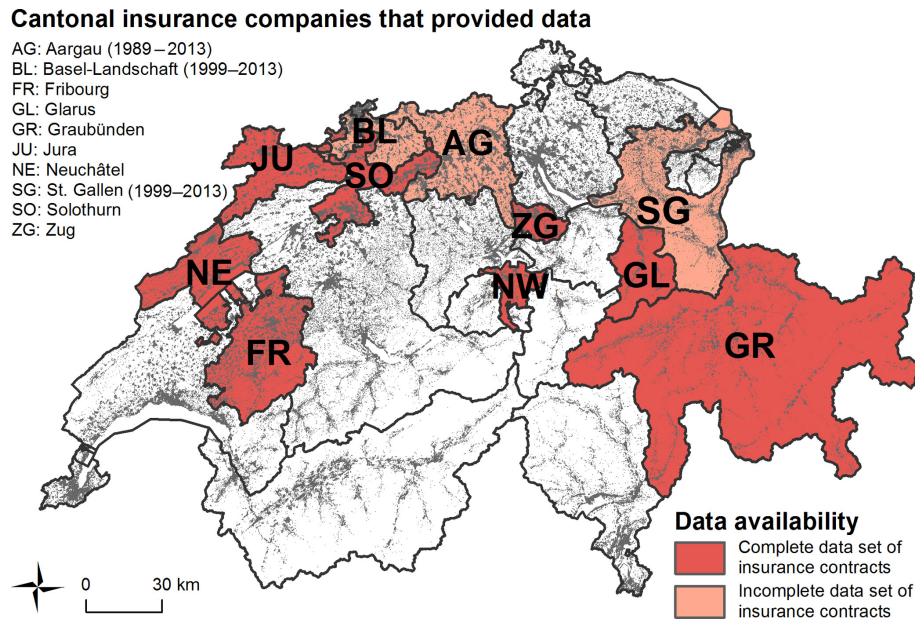 Cantonal insurance companies that provided data
AG: Aargau (1989–2013)
BL: Basel-Landschaft (1999–2013)
FR: Fribourg
GL: Glarus
GR: Graubünden
JU: Jura
NE: Neuchâtel
SG: St. Gallen (1999–2013)
SO: Solothurn
ZG: Zug
BL
AG
JU
SO
SG
ZG
NE
NW
GL
FR
GR
Data availability
Complete data set of
insurance contracts
Incomplete data set of
insurance contracts
0 30 km